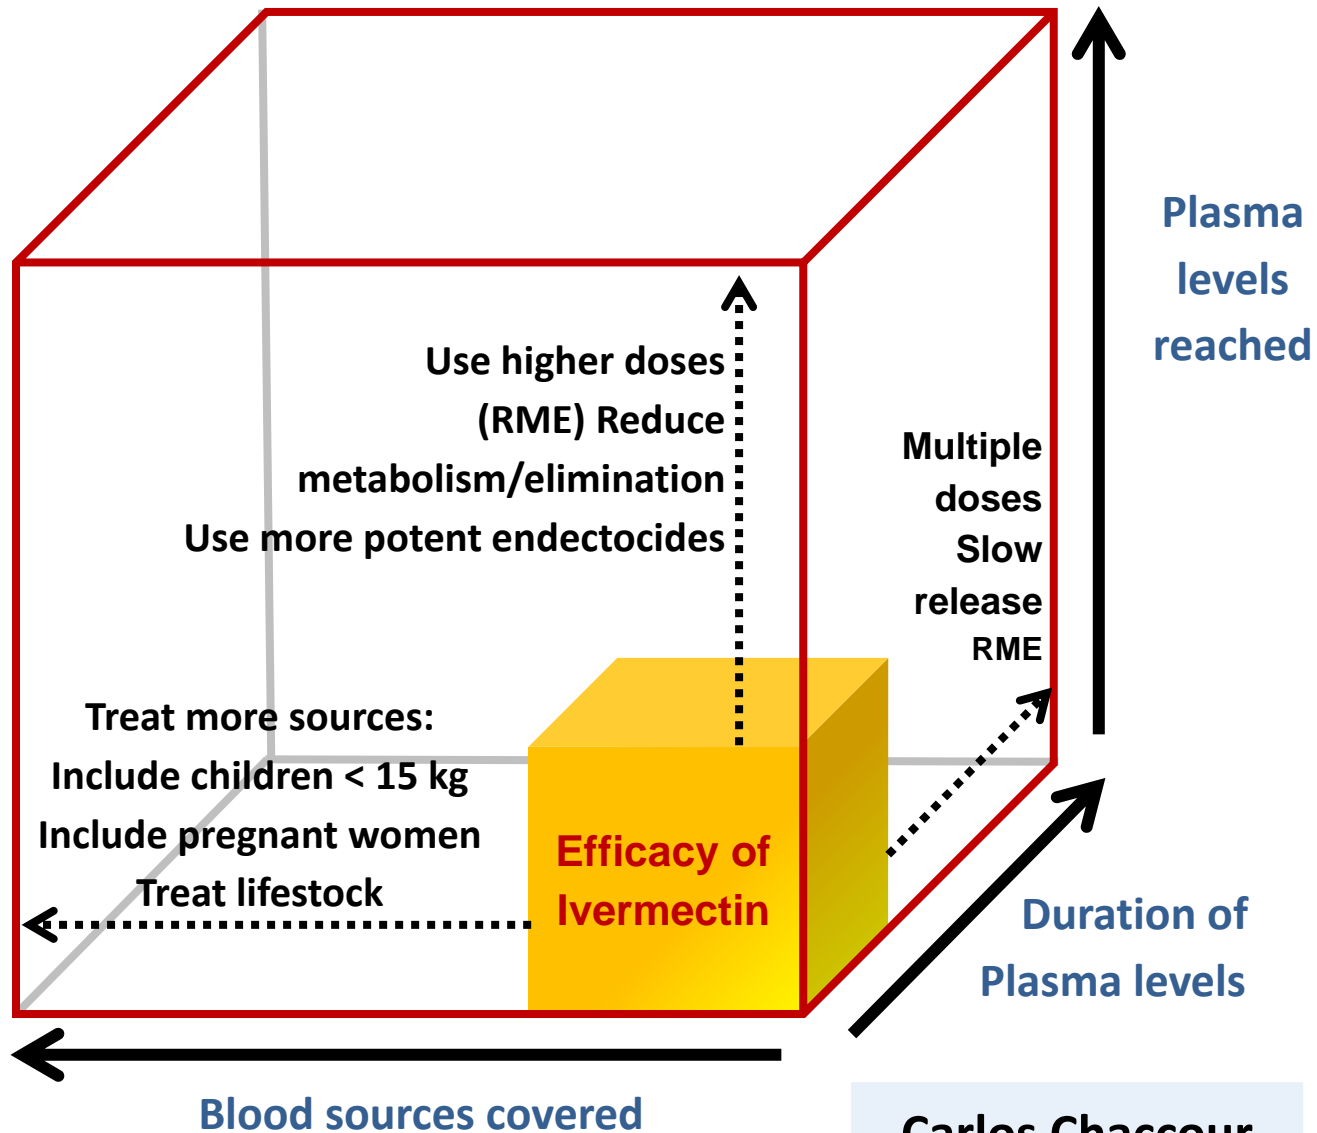 Plasma
levels
reached
Use higher doses
(RME) Reduce
metabolism/elimination
Use more potent endectocides
Multiple
doses
Slow
release
RME
Treat more sources:
Include children < 15 kg
Include pregnant women
Treat lifestock
Efficacy of
Ivermectin
Duration of
Plasma levels
Blood sources covered
Carlos Chaccour